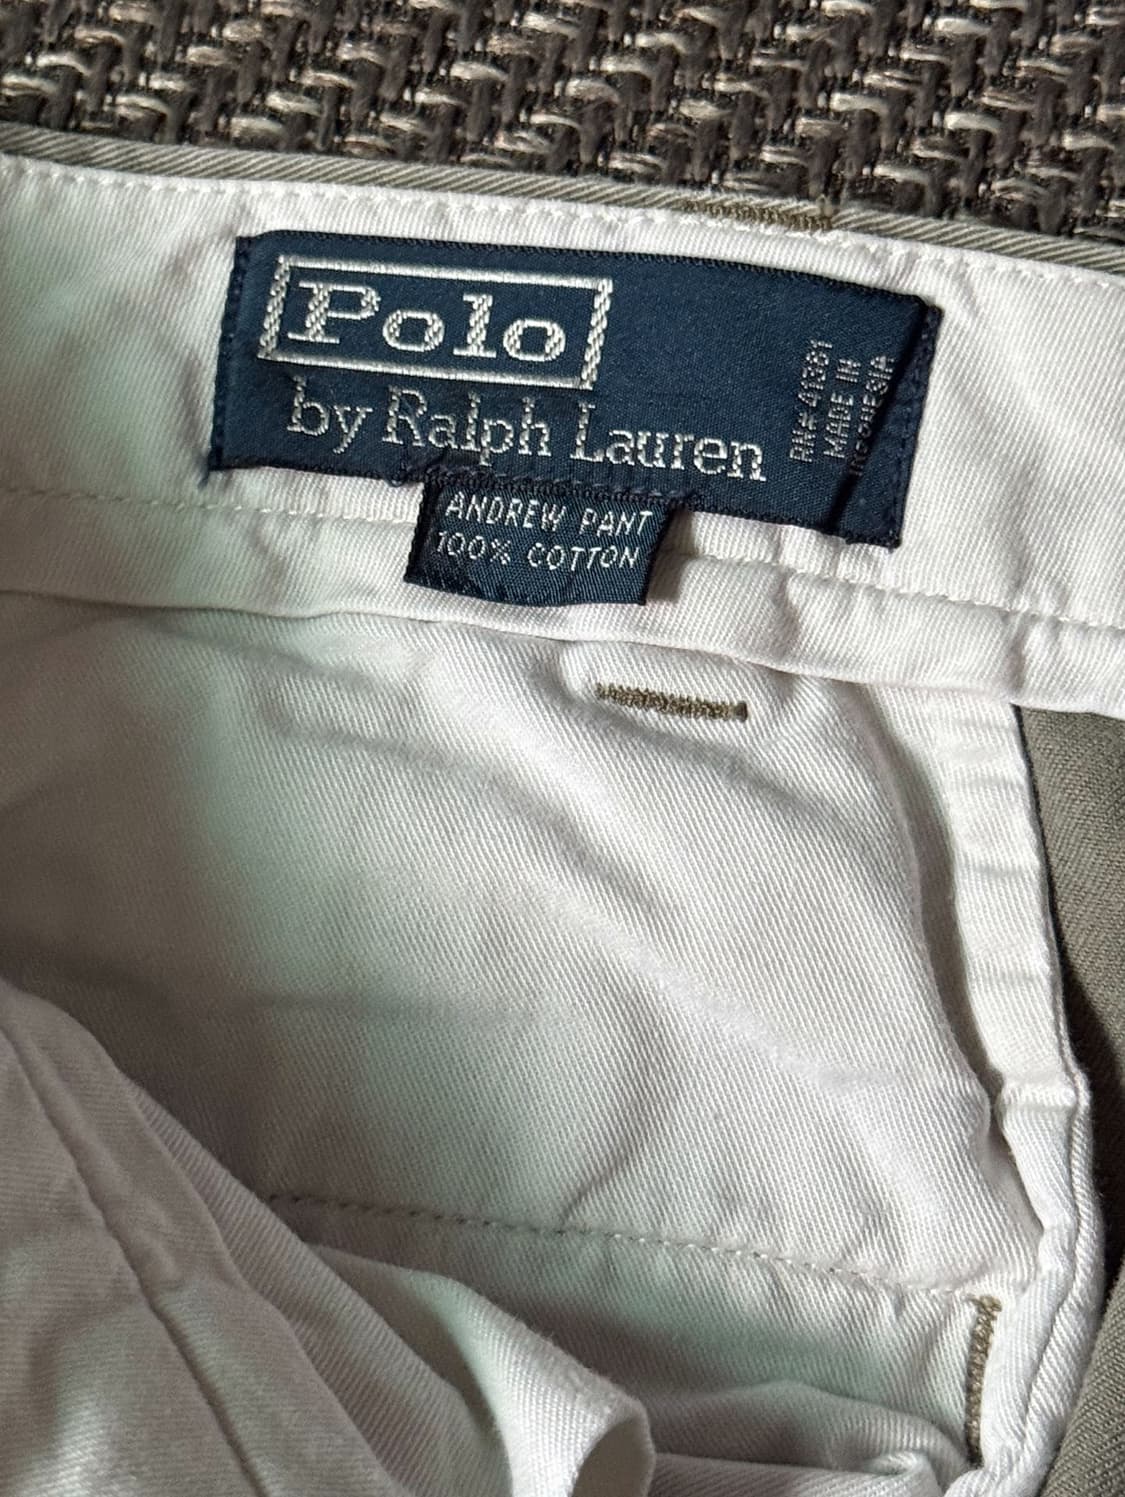 Polo
by Ralph Lauren
RN# 41381
MADE IN
INDONESIA
ANDREW PANT
100% COTTON